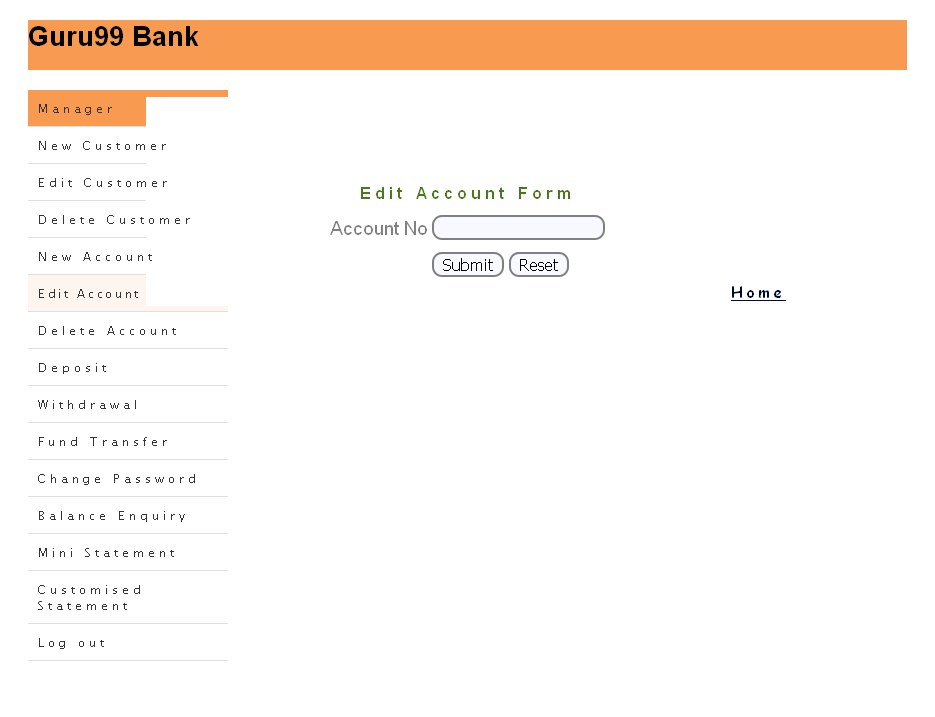 Guru99 Bank
Manager
New Customer
Edit Customer
Delete Customer
New Account
Edit Account
Delete Account
Deposit
Withdrawal
Fund Transfer
Change Password
Balance Enquiry
Mini Statement
Customised
Statement
Log out
Edit Account Form
Account No
Submit Reset
Home